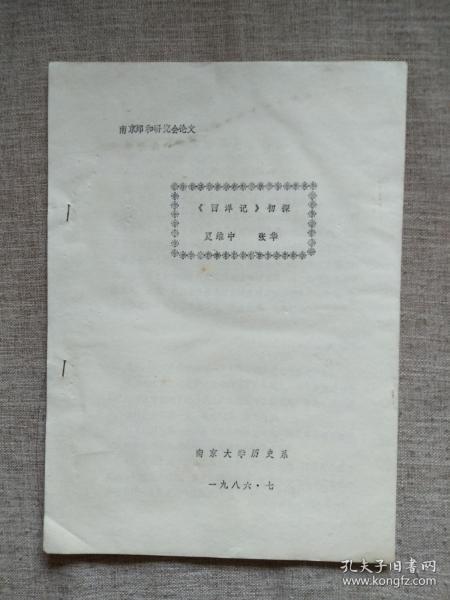 南京郑和研究会论文
《西洋记》初探
夏维中 张华
南京大学历史系
一九八六·七
孔夫子旧书网
www.kongfz.com